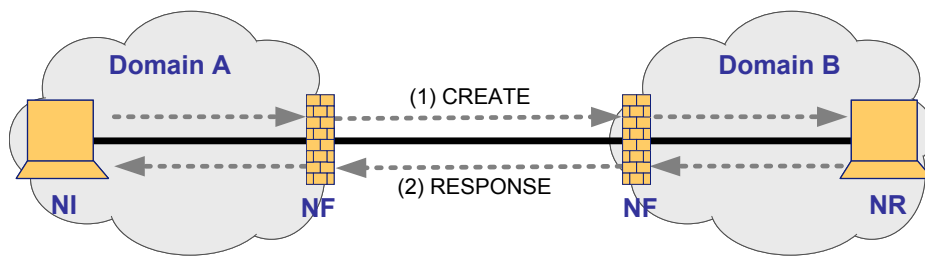 Domain A
Domain B
(1) CREATE
(2) RESPONSE
NI
NF
NF
NR